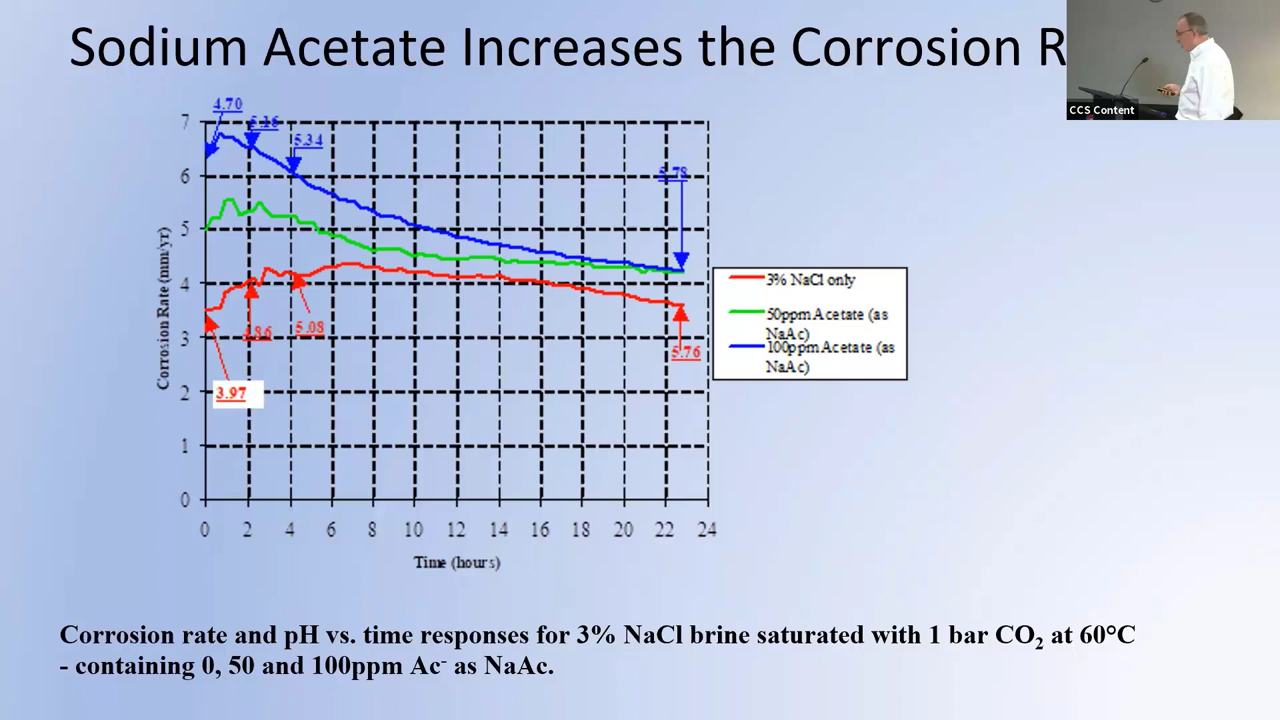 Sodium Acetate Increases the Corrosion R
CCS Content
4.70
5.16
5.34
5.78
7
6
5
4
3
2
1
0
Corrosion Rate (mm/yr)
4.86
5.08
5.76
3.97
3% NaCl only
50ppm Acetate (as
NaAc)
100ppm Acetate (as
NaAc)
0 2 4 6 8 10 12 14 16 18 20 22 24
Time (hours)
Corrosion rate and pH vs. time responses for 3% NaCl brine saturated with 1 bar CO₂ at 60°C
- containing 0, 50 and 100ppm Ac⁻ as NaAc.